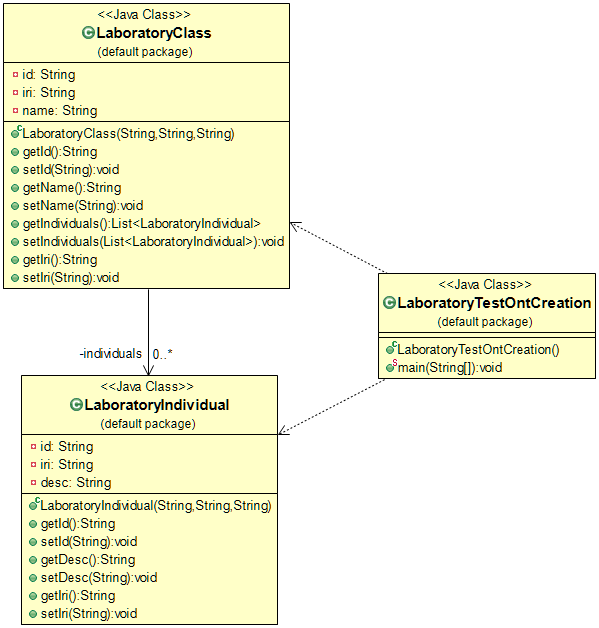 <<Java Class>>
LaboratoryClass
(default package)
id: String
iri: String
name: String
LaboratoryClass(String,String,String)
getId():String
setId(String):void
getName():String
setName(String):void
getIndividuals():List<LaboratoryIndividual>
setIndividuals(List<LaboratoryIndividual>):void
getIri():String
setIri(String):void
<<Java Class>>
LaboratoryTestOntCreation
(default package)
LaboratoryTestOntCreation()
main(String[]):void
-individuals 0..*
<<Java Class>>
LaboratoryIndividual
(default package)
id: String
iri: String
desc: String
LaboratoryIndividual(String,String,String)
getId():String
setId(String):void
getDesc():String
setDesc(String):void
getIri():String
setIri(String):void